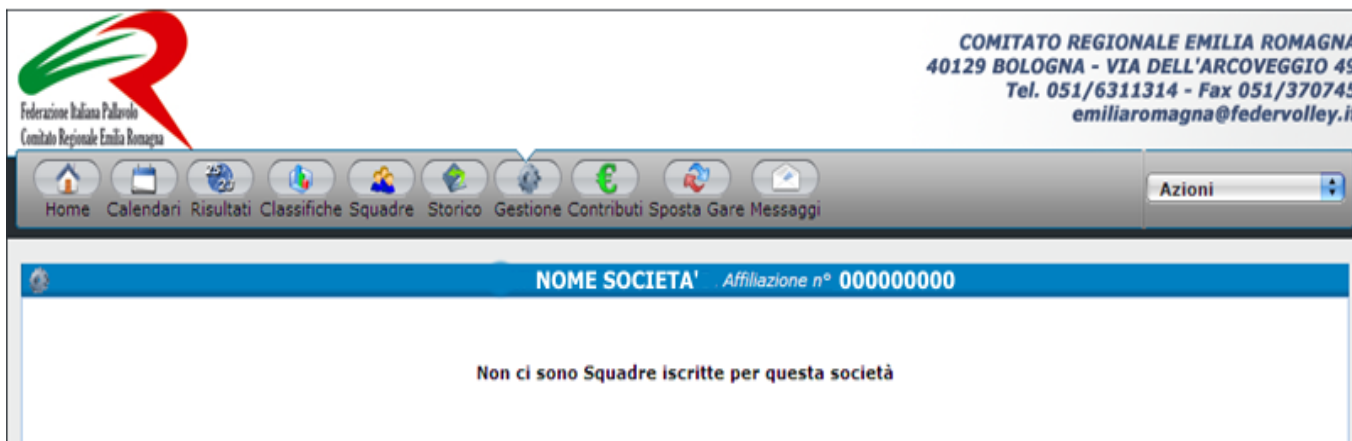 Federazione Italiana Pallavolo
Comitato Regionale Emilia Romagna
COMITATO REGIONALE EMILIA ROMAGNA
40129 BOLOGNA - VIA DELL'ARCOVEGGIO 49
Tel. 051/6311314 - Fax 051/370745
emiliaromagna@federvolley.it
Home Calendari Risultati Classifiche Squadre Storico Gestione Contributi Sposta Gare Messaggi
Azioni
NOME SOCIETA' Affiliazione n° 000000000
Non ci sono Squadre iscritte per questa società